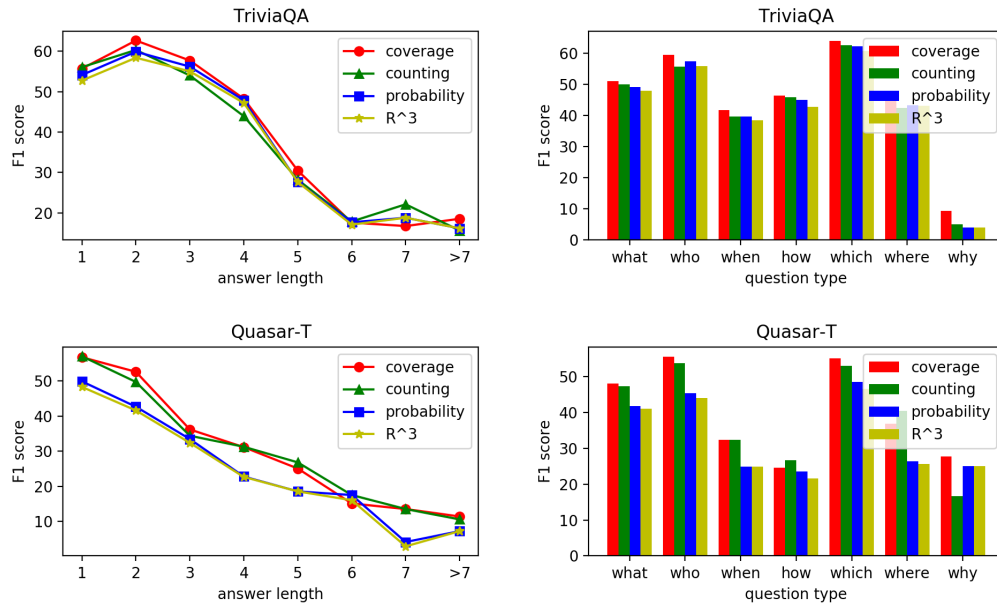 TriviaQA
F1 score
60
50
40
30
20
coverage
counting
probability
R^3
1 2 3 4 5 6 7 >7
answer length
TriviaQA
F1 score
60
50
40
30
20
10
0
coverage
counting
probability
R^3
what who when how which where why
question type
Quasar-T
F1 score
50
40
30
20
10
coverage
counting
probability
R^3
1 2 3 4 5 6 7 >7
answer length
Quasar-T
F1 score
50
40
30
20
10
0
coverage
counting
probability
R^3
what who when how which where why
question type